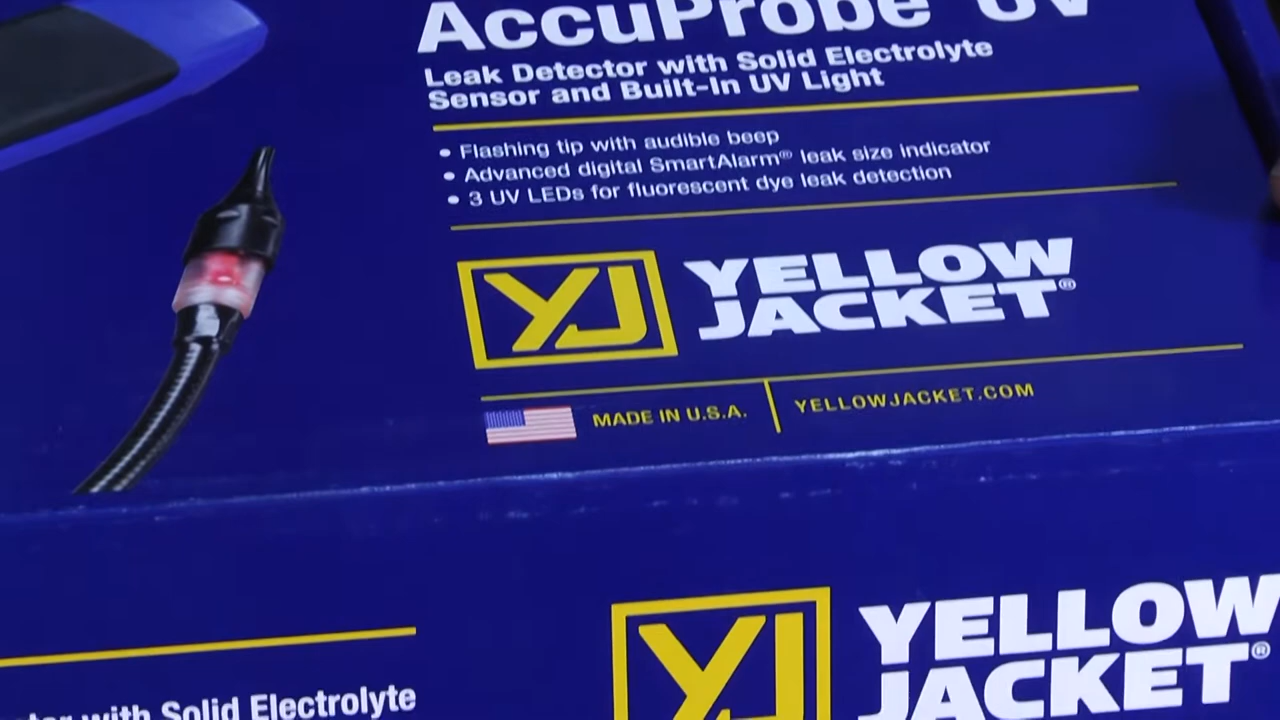 AccuProbe UV
Leak Detector with Solid Electrolyte
Sensor and Built-In UV Light
• Flashing tip with audible beep
• Advanced digital SmartAlarm® leak size indicator
• 3 UV LEDs for fluorescent dye leak detection
YJ YELLOW
JACKET®
MADE IN U.S.A. | YELLOWJACKET.COM
YJ YELLOW
JACKET®
with Solid Electrolyte